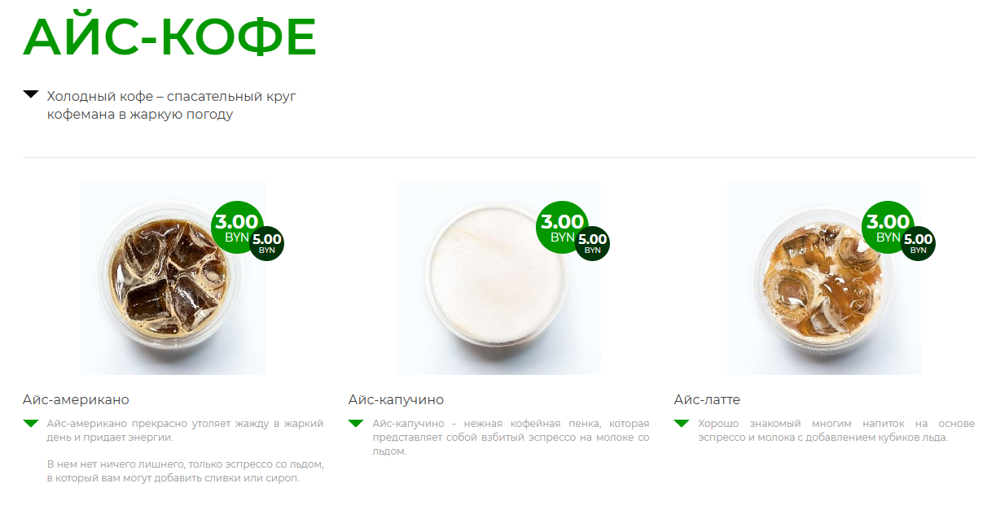 АЙС-КОФЕ
Холодный кофе – спасательный круг
кофемана в жаркую погоду
3.00
BYN
5.00
BYN
3.00
BYN
5.00
BYN
3.00
BYN
5.00
BYN
Айс-американо
Айс-американо прекрасно утоляет жажду в жаркий
день и придает энергии.
В нем нет ничего лишнего, только эспрессо со льдом,
в который вам могут добавить сливки или сироп.
Айс-капучино
Айс-капучино - нежная кофейная пенка, которая
представляет собой взбитый эспрессо на молоке со
льдом.
Айс-латте
Хорошо знакомый многим напиток на основе
эспрессо и молока с добавлением кубиков льда.